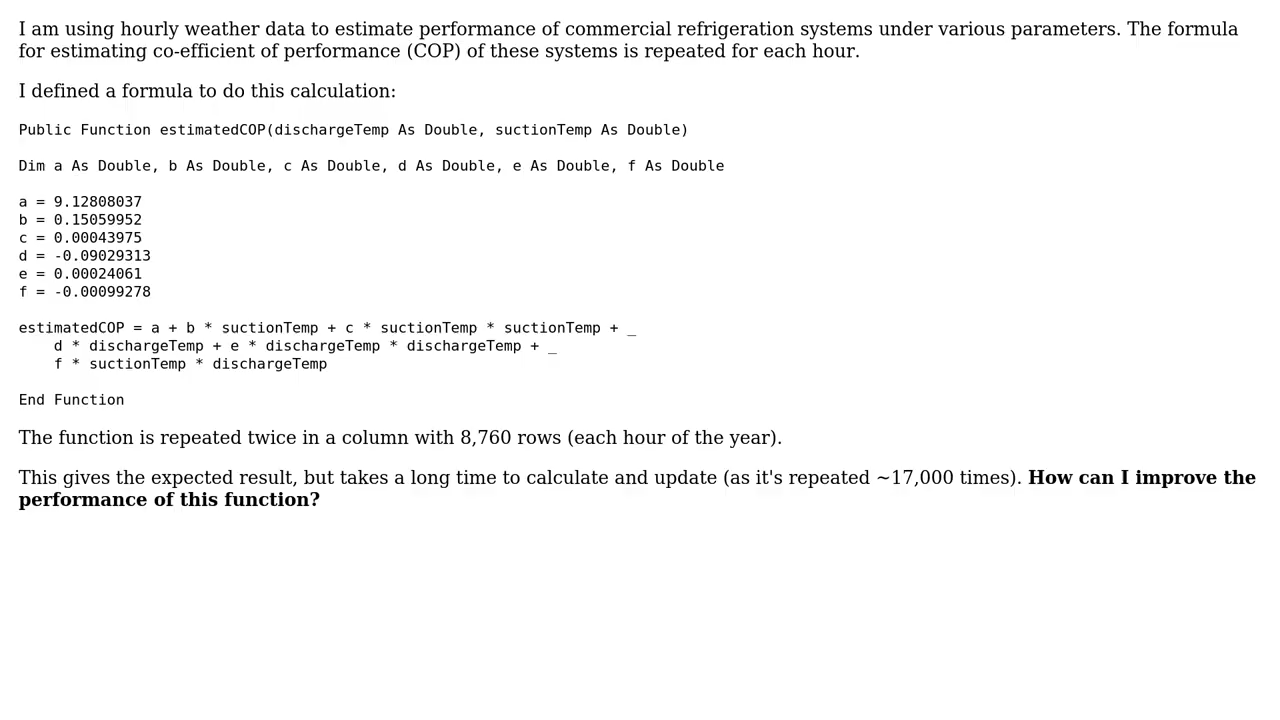 I am using hourly weather data to estimate performance of commercial refrigeration systems under various parameters. The formula
for estimating co-efficient of performance (COP) of these systems is repeated for each hour.
I defined a formula to do this calculation:
Public Function estimatedCOP(dischargeTemp As Double, suctionTemp As Double)
Dim a As Double, b As Double, c As Double, d As Double, e As Double, f As Double
a = 9.12808037
b = 0.15059952
c = 0.00043975
d = -0.09029313
e = 0.00024061
f = -0.00099278
estimatedCOP = a + b * suctionTemp + c * suctionTemp * suctionTemp + _
    d * dischargeTemp + e * dischargeTemp * dischargeTemp + _
    f * suctionTemp * dischargeTemp
End Function
The function is repeated twice in a column with 8,760 rows (each hour of the year).
This gives the expected result, but takes a long time to calculate and update (as it's repeated ~17,000 times). How can I improve the
performance of this function?